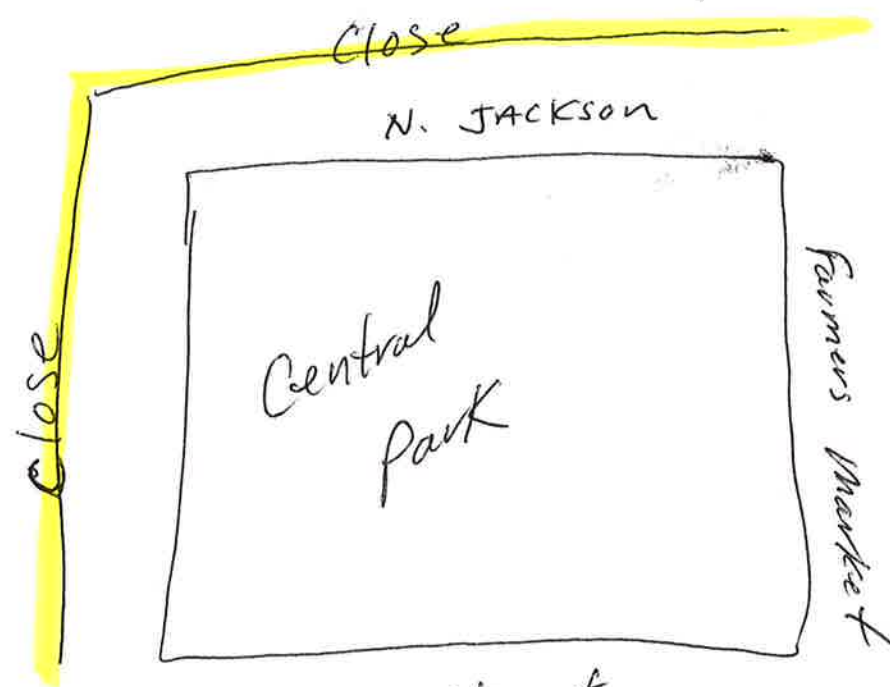 Close
N. JACKSON
Close
Central
Park
Farmers Market